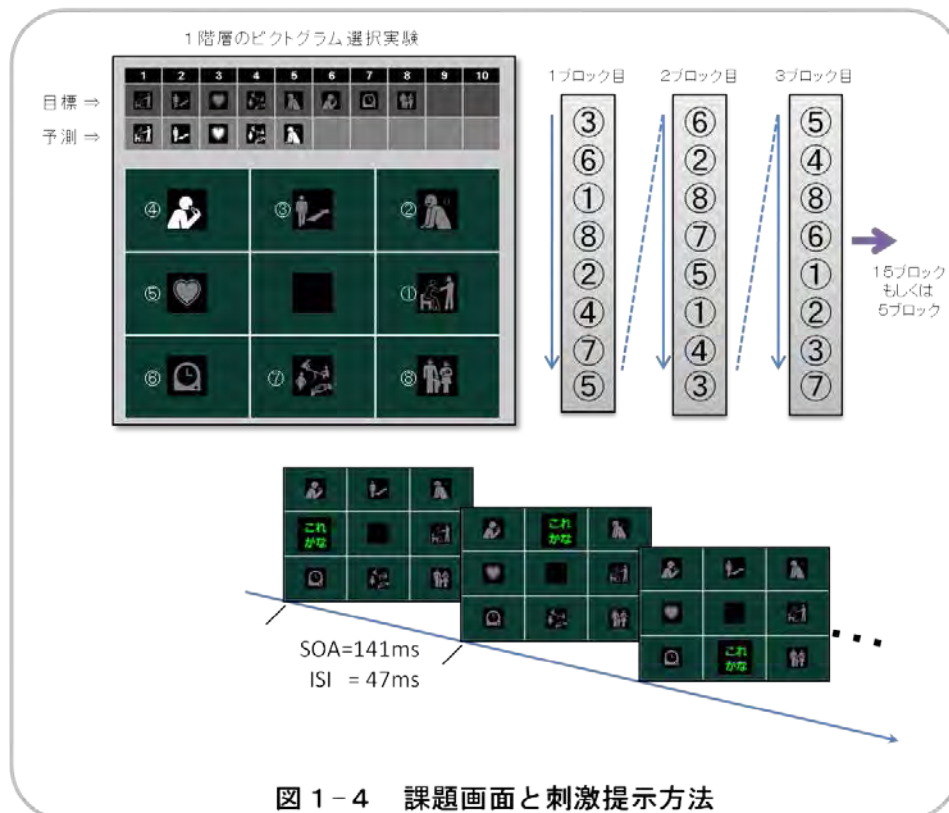 1階層のピクトグラム選択実験
1 2 3 4 5 6 7 8 9 10
目標 ⇒
予測 ⇒
④ ③ ②
⑤ ①
⑥ ⑦ ⑧
1ブロック目 2ブロック目 3ブロック目
③ ⑥ ⑤
⑥ ② ④
① ⑧ ⑧
⑧ ⑦ ⑥
② ⑤ ①
④ ① ②
⑦ ④ ③
⑤ ③ ⑦
15ブロック
もしくは
5ブロック
これ
かな
これ
かな
これ
かな
SOA=141ms
ISI = 47ms
図1-4 課題画面と刺激提示方法